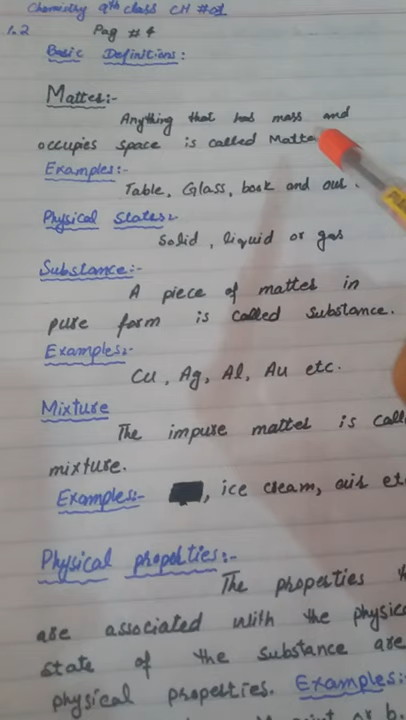 Chemistry 9th class CH #01
1.2 Pag # 4
Basic Definitions:
Matter:-
Anything that has mass and
occupies space is called Matte
Examples:-
Table, Glass, book and
Physical states:-
Solid, liquid or gas
Substance:-
A piece of matter in
pure form is called substance.
Examples:-
Cu, Ag, Al, Au etc.
Mixture
The impure matter is call
mixture.
Examples:- , ice cream, air et
Physical properties:-
The properties
are associated with the physic
state of the substance are
physical properties. Examples: